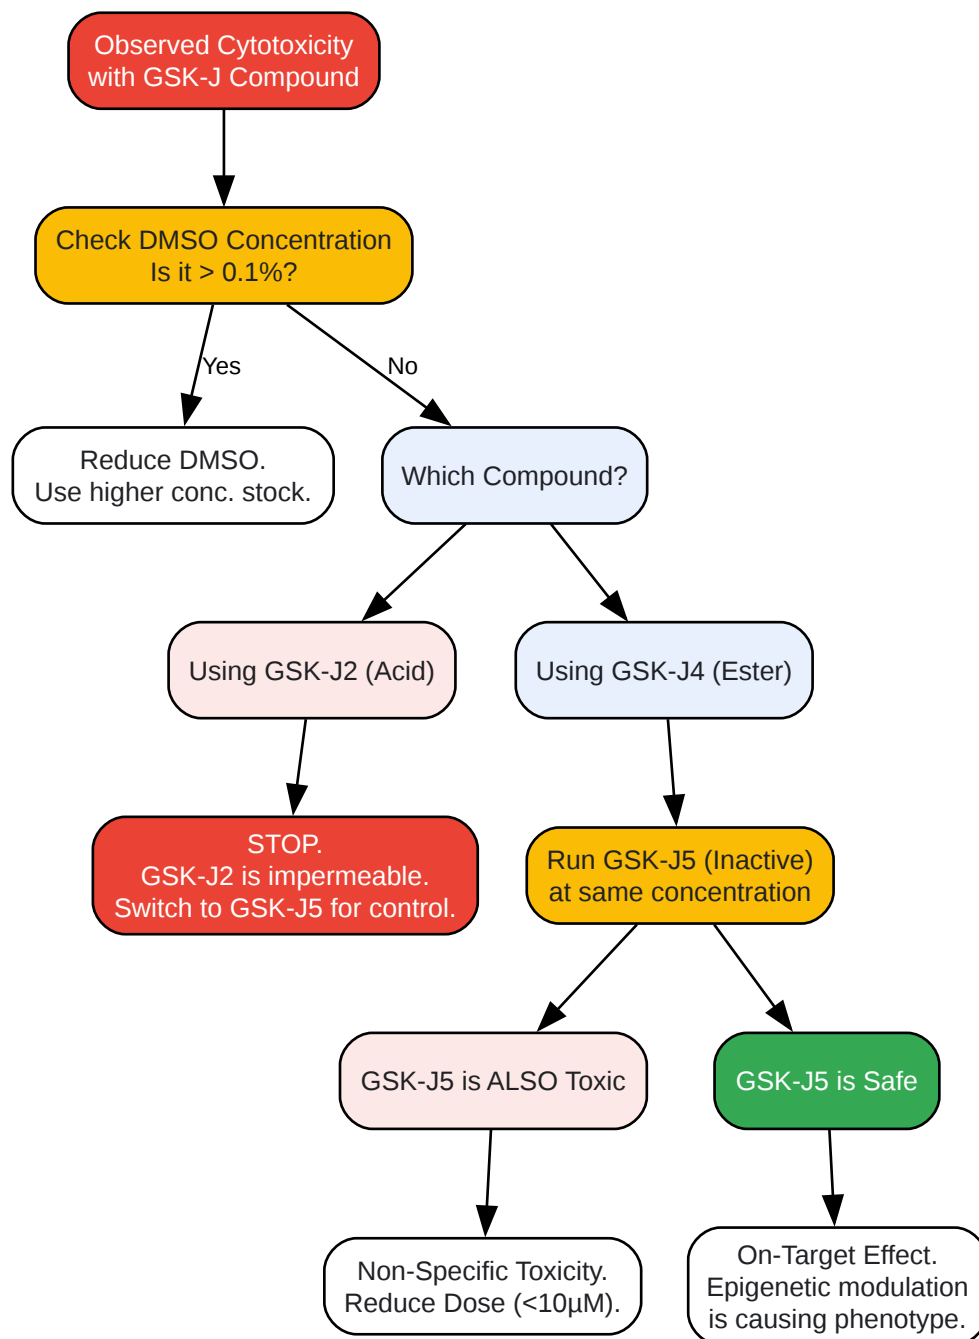 Observed Cytotoxicity
with GSK-J Compound
Check DMSO Concentration
Is it > 0.1%?
Yes
No
Reduce DMSO.
Use higher conc. stock.
Which Compound?
Using GSK-J2 (Acid)
Using GSK-J4 (Ester)
STOP.
GSK-J2 is impermeable.
Switch to GSK-J5 for control.
Run GSK-J5 (Inactive)
at same concentration
GSK-J5 is ALSO Toxic
GSK-J5 is Safe
Non-Specific Toxicity.
Reduce Dose (<10µM).
On-Target Effect.
Epigenetic modulation
is causing phenotype.